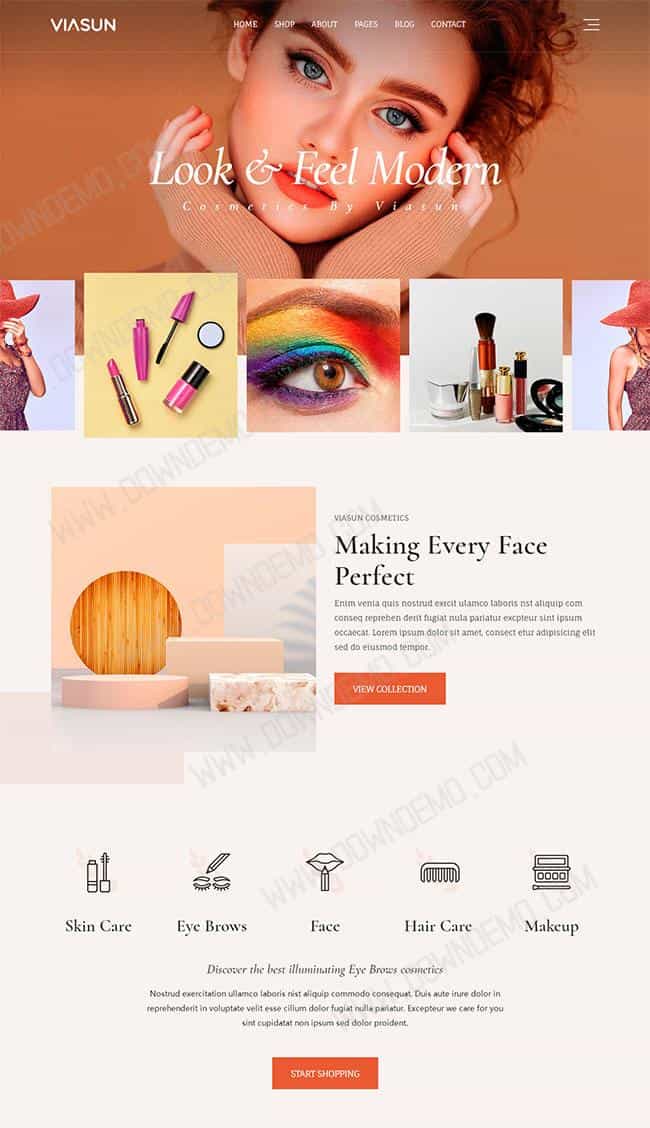 VIASUN
HOME SHOP ABOUT PAGES BLOG CONTACT
Look & Feel Modern
Cosmetics By Viasun
VIASUN COSMETICS
Making Every Face
Perfect
Enim venia quis nostrud exrcit ulamco laboris nst aliquip com
conseq reprehen derit fugiat nula pariatur excpteur sint ipsum
occaecat. Lorem ipsum dolor sit amet, consect etur adipisicing elit
sed do eiusmod tempor.
VIEW COLLECTION
Skin Care Eye Brows Face Hair Care Makeup
Discover the best illuminating Eye Brows cosmetics
Nostrud exercitation ullamco laboris nisi aliquip commodo consequat. Duis aute irure dolor in
reprehenderit in voluptate velit esse cillum dolor fugiat nulla pariatur. Excepteur we care for you
sint cupidatat non ipsum sed dolor proident.
START SHOPPING
WWW.DOWNDEMO.COM